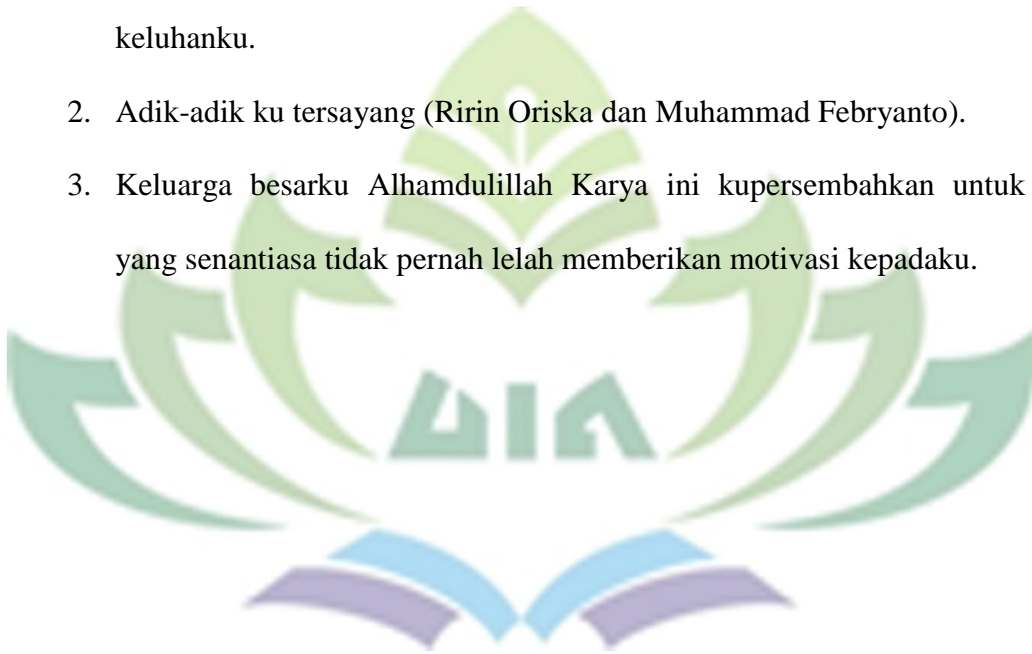 keluhanku.
2. Adik-adik ku tersayang (Ririn Oriska dan Muhammad Febryanto).
3. Keluarga besarku Alhamdulillah Karya ini kupersembahkan untuk
yang senantiasa tidak pernah lelah memberikan motivasi kepadaku.
UIN